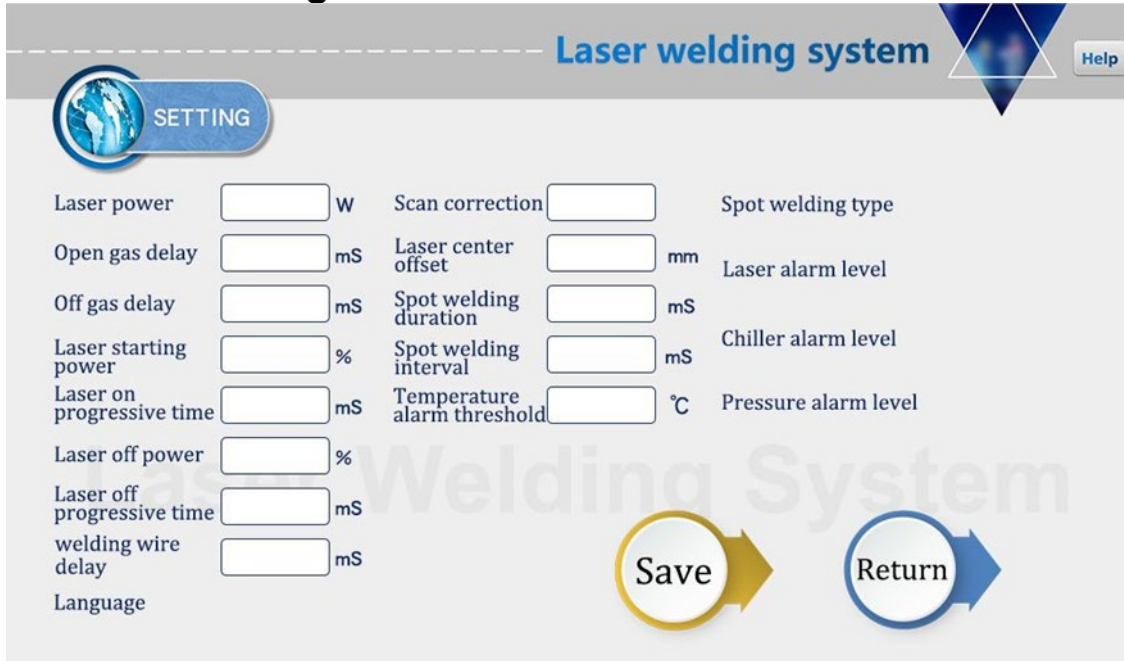 Laser welding system
Help
SETTING
Laser power W
Open gas delay mS
Off gas delay mS
Laser starting
power %
Laser on
progressive time mS
Laser off power %
Laser off
progressive time mS
welding wire
delay mS
Language
Scan correction
Laser center
offset mm
Spot welding
duration mS
Spot welding
interval mS
Temperature
alarm threshold °C
Spot welding type
Laser alarm level
Chiller alarm level
Pressure alarm level
Laser Welding System
Save
Return